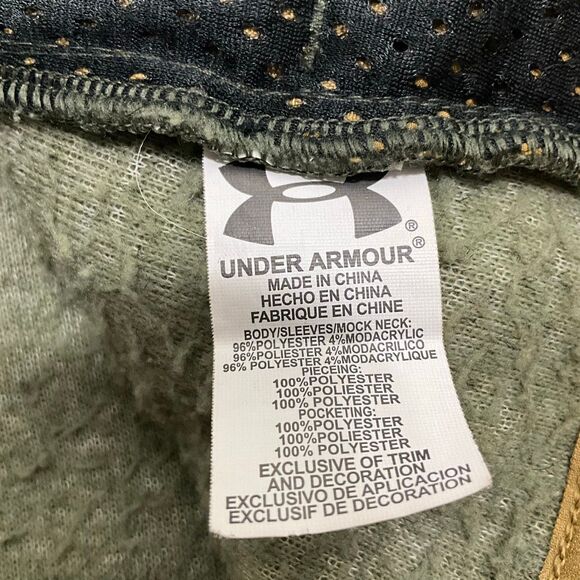 ®
UNDER ARMOUR®
MADE IN CHINA
HECHO EN CHINA
FABRIQUE EN CHINE
BODY/SLEEVES/MOCK NECK:
96%POLYESTER 4%MODACRYLIC
96%POLIESTER 4%MODACRILICO
96% POLYESTER 4%MODACRYLIQUE
PIECEING:
100%POLYESTER
100%POLIESTER
100% POLYESTER
POCKETING:
100%POLYESTER
100%POLIESTER
100% POLYESTER
EXCLUSIVE OF TRIM
AND DECORATION
EXCLUSIVO DE APLICACION
EXCLUSIF DE DECORATION